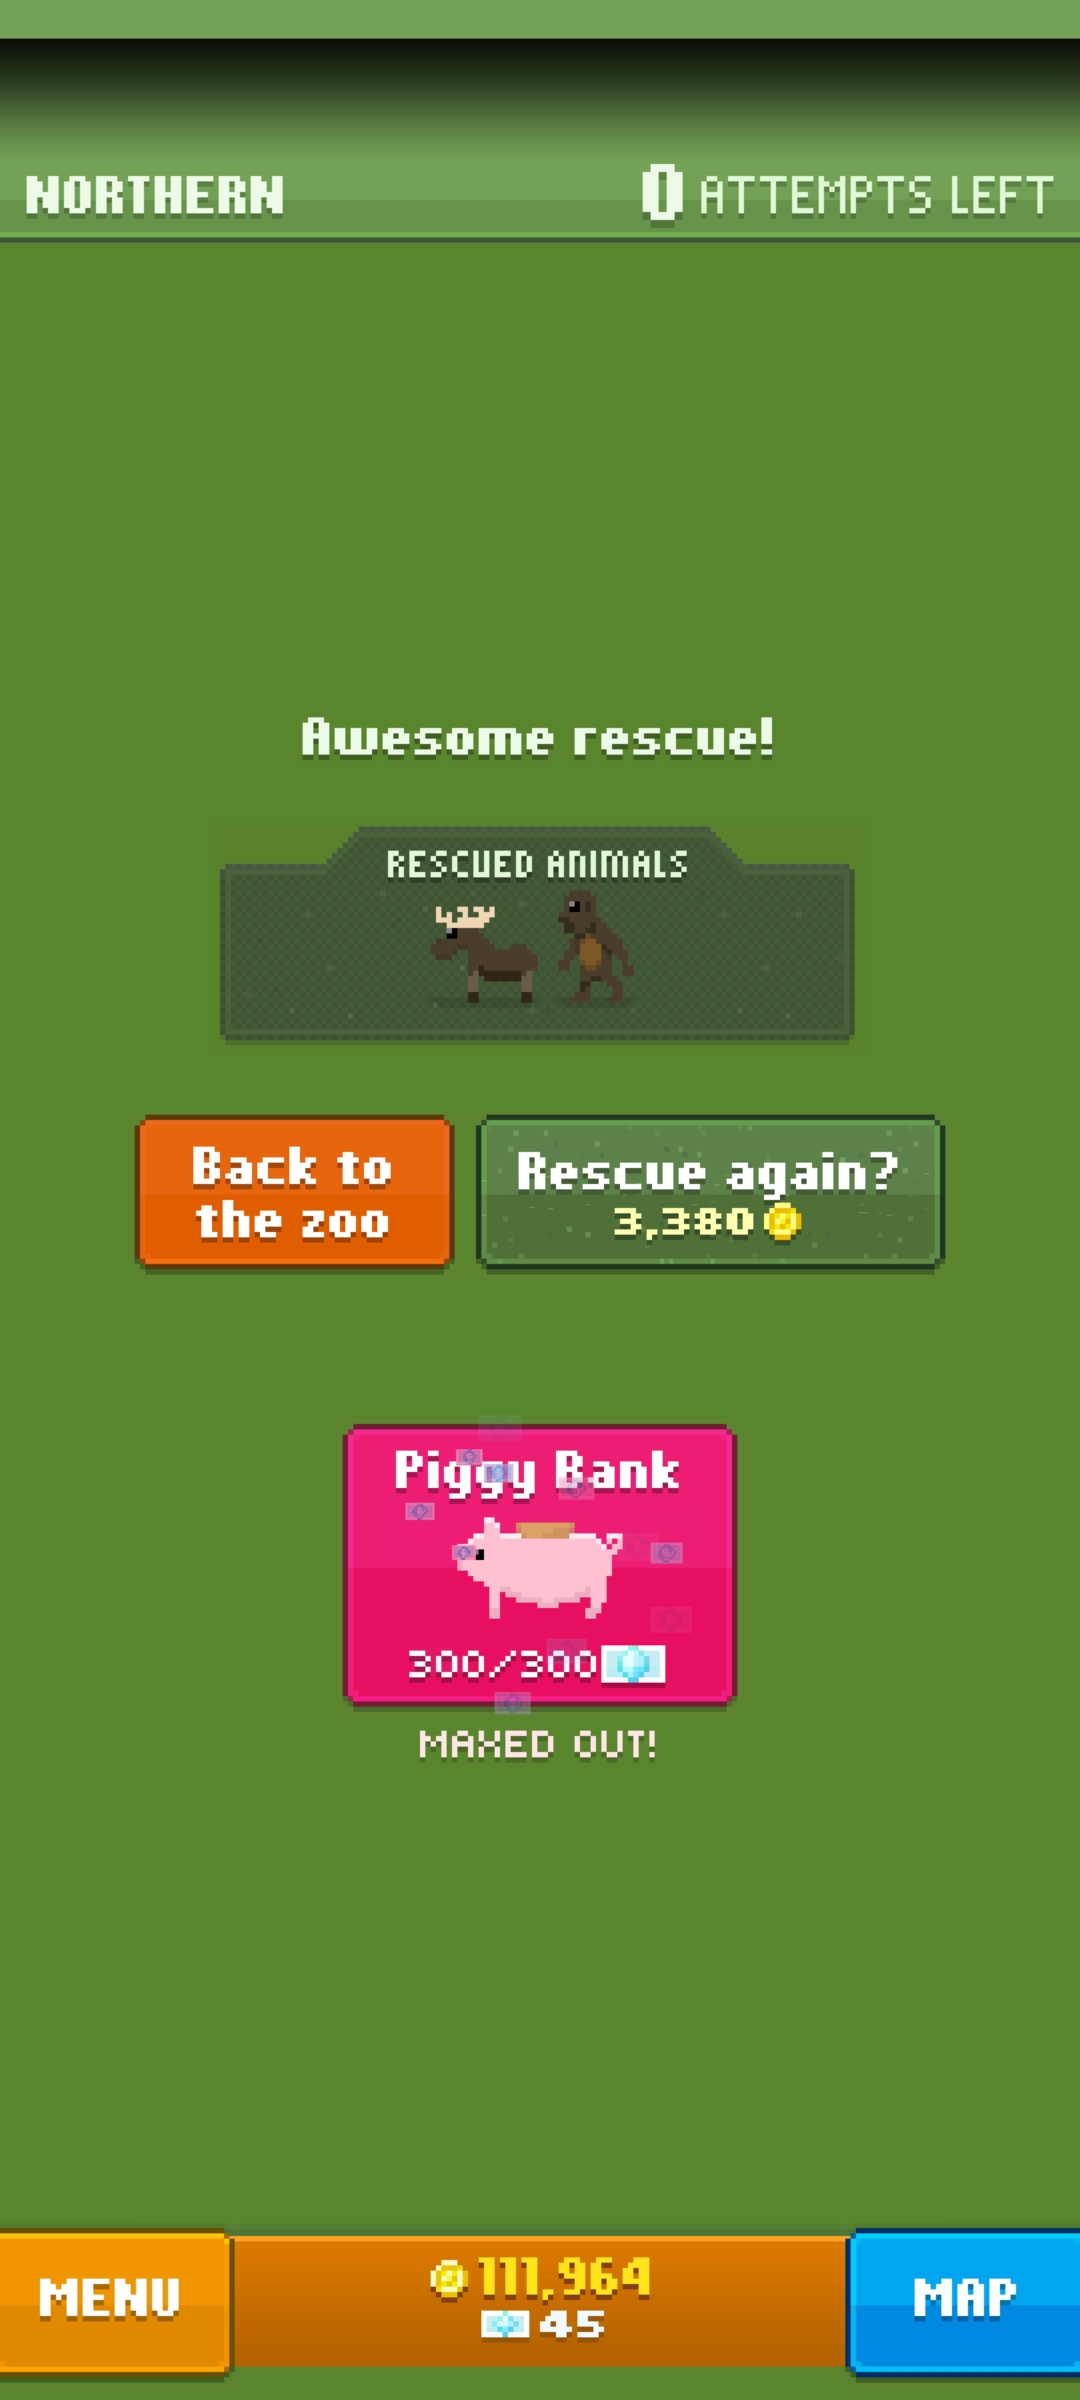 NORTHERN
0 ATTEMPTS LEFT
Awesome rescue!
RESCUED ANIMALS
Back to
the zoo
Rescue again?
3,380
Piggy Bank
300/300
MAXED OUT!
MENU
111,964
45
MAP